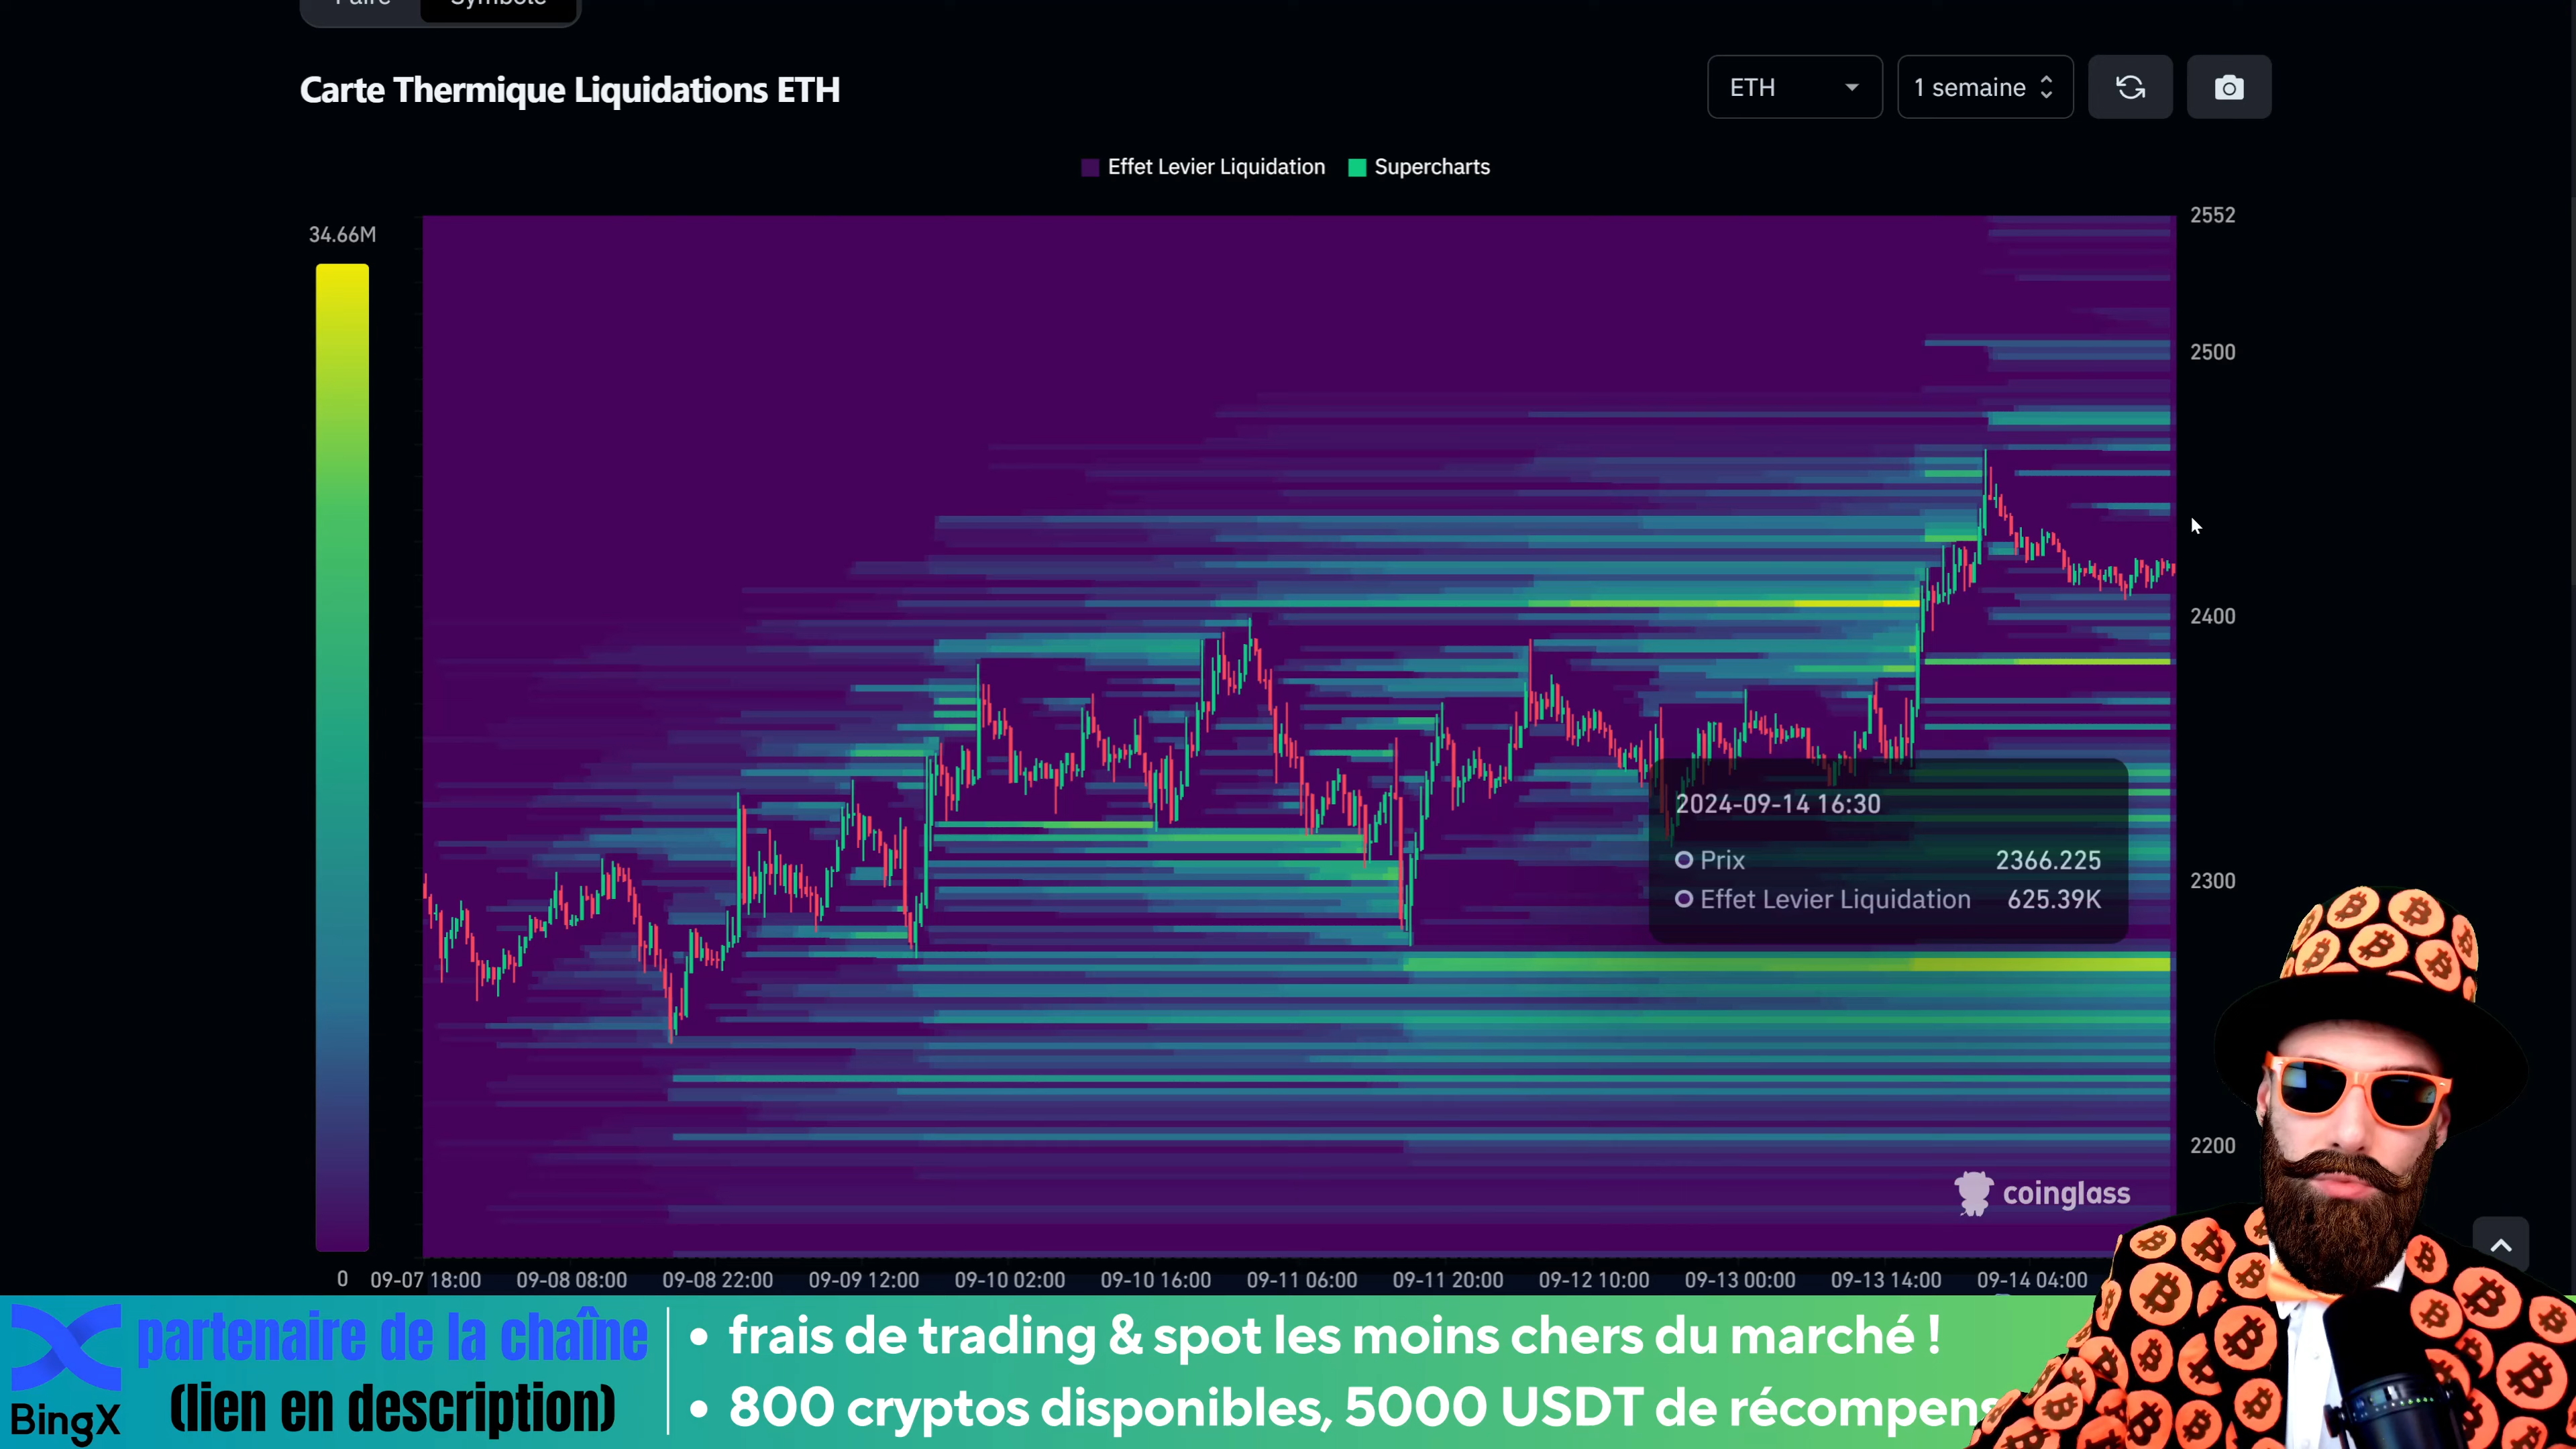 Paire Symbole
Carte Thermique Liquidations ETH
ETH
1 semaine
Effet Levier Liquidation
Supercharts
34.66M
0
2552
2500
2400
2300
2200
2024-09-14 16:30
Prix 2366.225
Effet Levier Liquidation 625.39K
coinglass
09-07 18:00 09-08 08:00 09-08 22:00 09-09 12:00 09-10 02:00 09-10 16:00 09-11 06:00 09-11 20:00 09-12 10:00 09-13 00:00 09-13 14:00 09-14 04:00
BingX
partenaire de la chaîne
(lien en description)
• frais de trading & spot les moins chers du marché !
• 800 cryptos disponibles, 5000 USDT de récompens